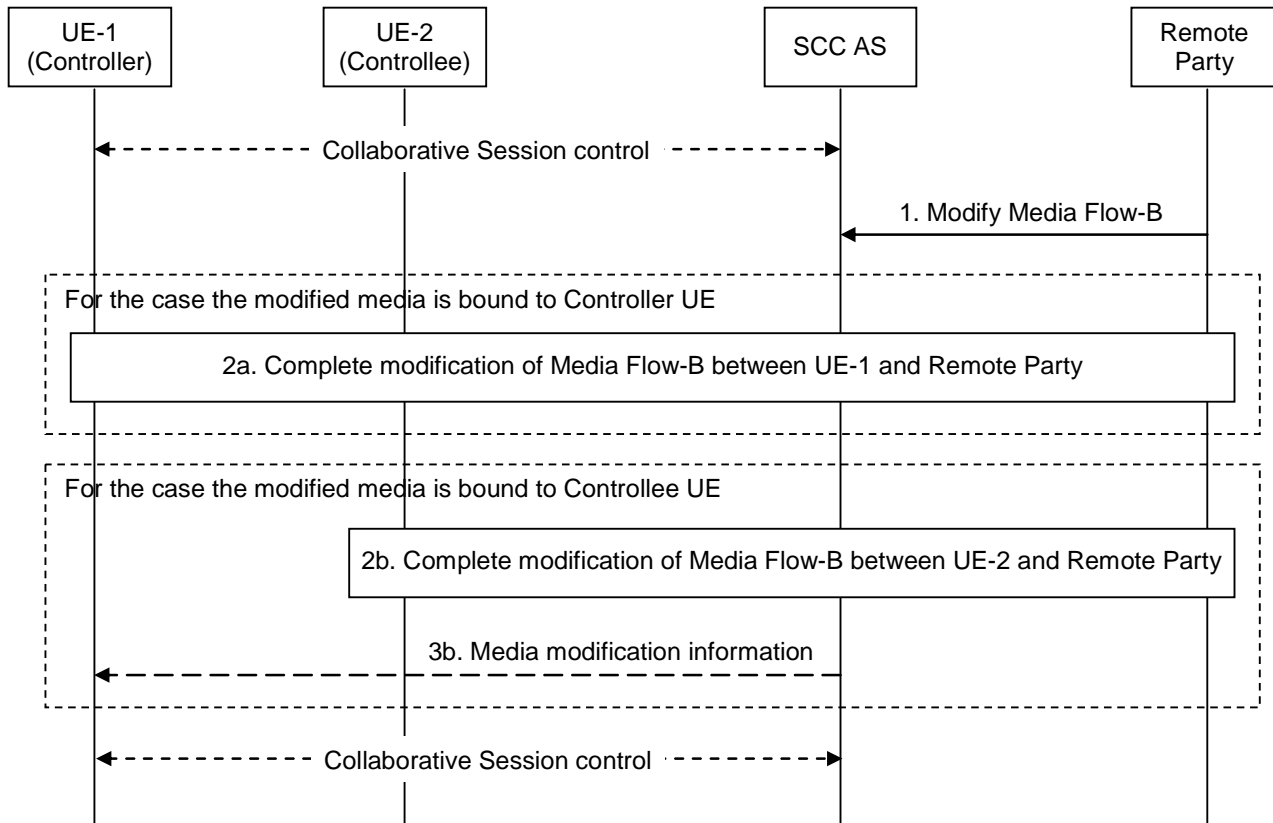 UE-1
(Controller)
UE-2
(Controllee)
SCC AS
Remote
Party
Collaborative Session control
1. Modify Media Flow-B
For the case the modified media is bound to Controller UE
2a. Complete modification of Media Flow-B between UE-1 and Remote Party
For the case the modified media is bound to Controllee UE
2b. Complete modification of Media Flow-B between UE-2 and Remote Party
3b. Media modification information
Collaborative Session control